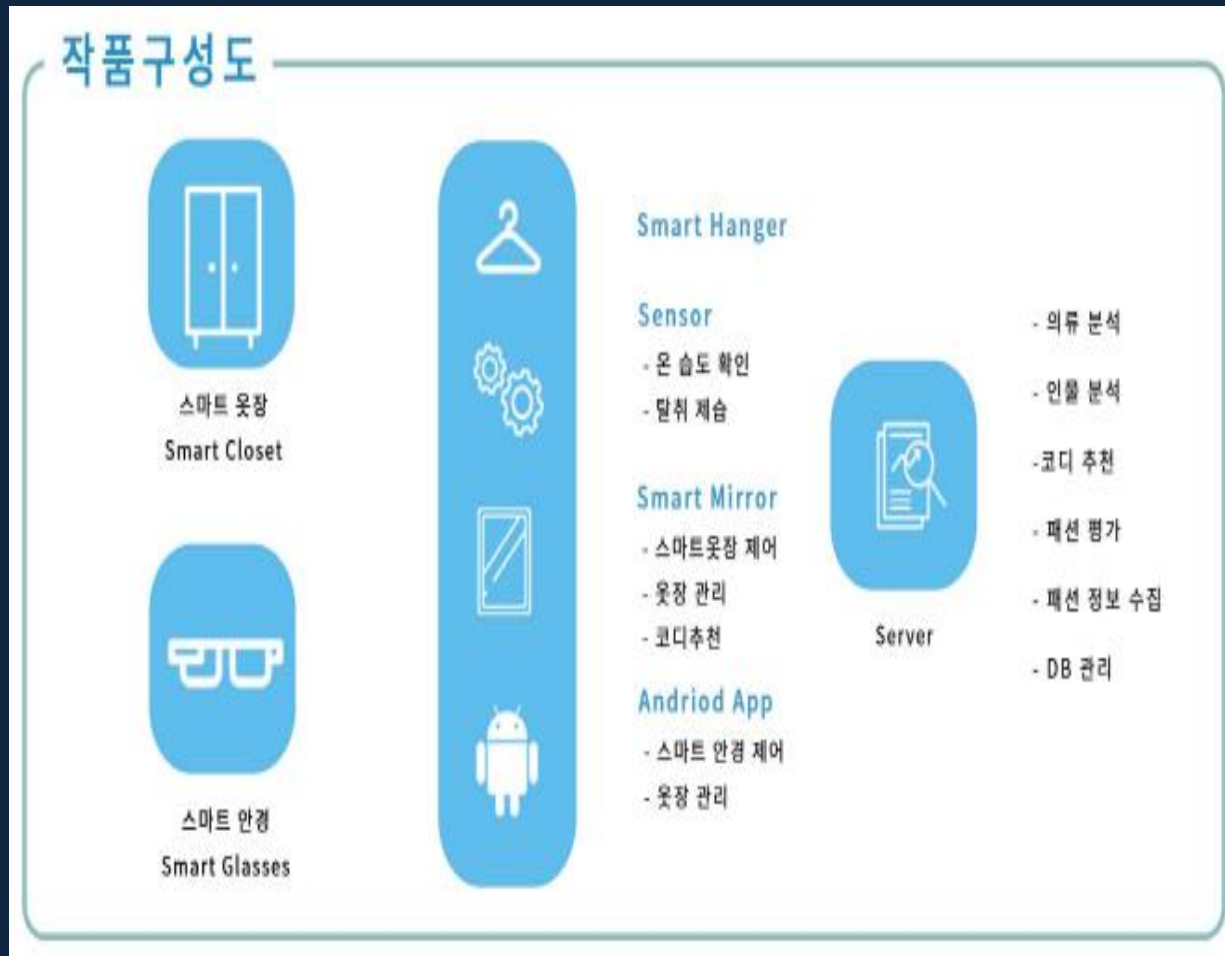 작품구성도
스마트 옷장
Smart Closet
스마트 안경
Smart Glasses
Smart Hanger
Sensor
- 온 습도 확인
- 탈취 제습
Smart Mirror
- 스마트옷장 제어
- 옷장 관리
- 코디추천
Andriod App
- 스마트 안경 제어
- 옷장 관리
Server
- 의류 분석
- 인물 분석
-코디 추천
- 패션 평가
- 패션 정보 수집
- DB 관리